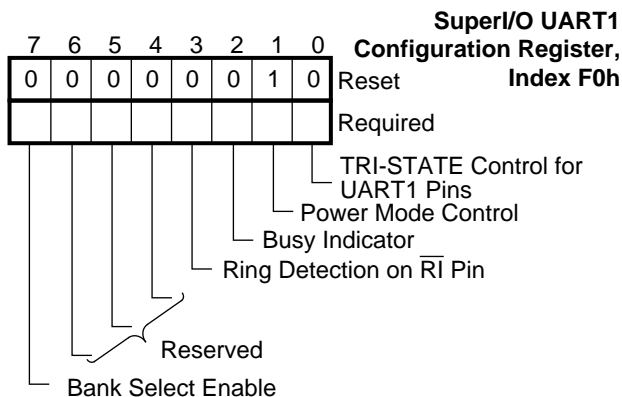 SuperI/O UART1
Configuration Register,
Index F0h
7 6 5 4 3 2 1 0
0 0 0 0 0 0 1 0 Reset
Required
TRI-STATE Control for
UART1 Pins
Power Mode Control
Busy Indicator
Ring Detection on R̅I̅ Pin
Reserved
Bank Select Enable